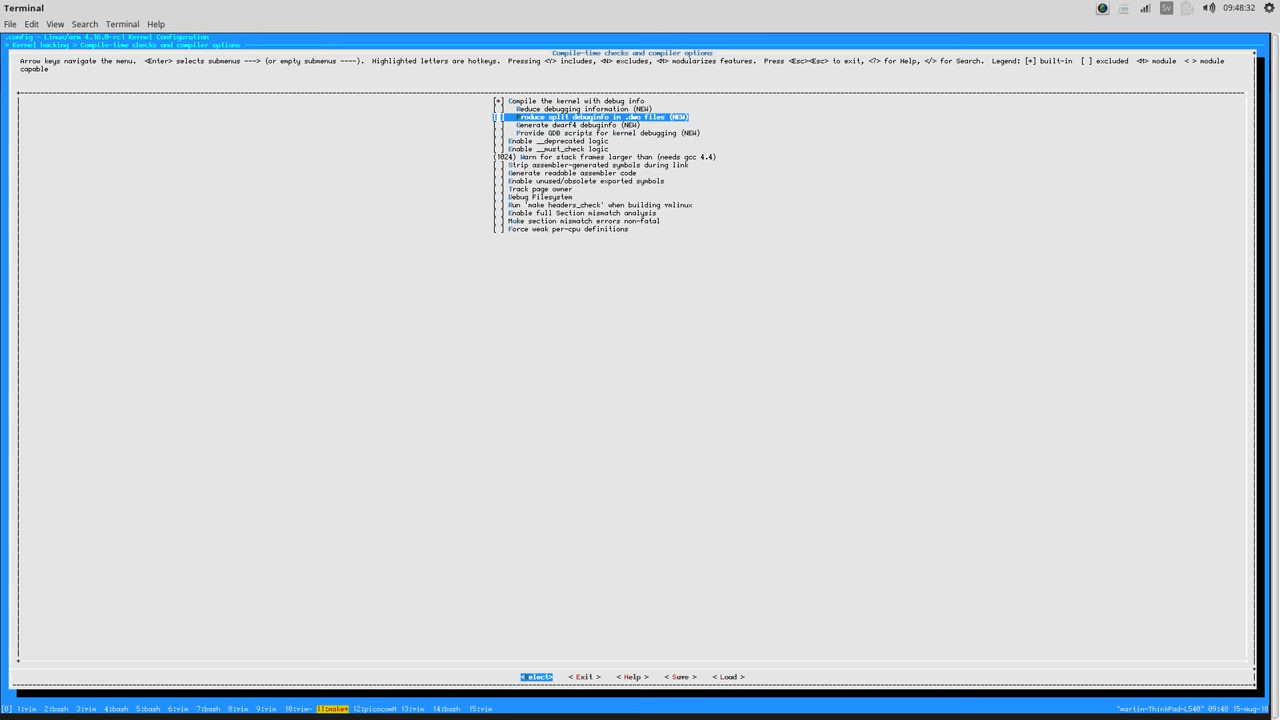 Terminal
SV
09:48:32
File Edit View Search Terminal Help
.config - Linux/arm 4.16.0-rc1 Kernel Configuration
> Kernel hacking > Compile-time checks and compiler options
Compile-time checks and compiler options
Arrow keys navigate the menu. <Enter> selects submenus ---> (or empty submenus ----). Highlighted letters are hotkeys. Pressing <Y> includes, <N> excludes, <M> modularizes features. Press <Esc><Esc> to exit, <?> for Help, </> for Search. Legend: [*] built-in [ ] excluded <M> module < > module
capable
[*] Compile the kernel with debug info
[ ] Reduce debugging information (NEW)
[ ] Produce split debuginfo in .dwo files (NEW)
[ ] Generate dwarf4 debuginfo (NEW)
[ ] Provide GDB scripts for kernel debugging (NEW)
[ ] Enable __deprecated logic
[ ] Enable __must_check logic
(1024) Warn for stack frames larger than (needs gcc 4.4)
[ ] Strip assembler-generated symbols during link
[ ] Generate readable assembler code
[ ] Enable unused/obsolete exported symbols
[ ] Track page owner
[ ] Debug Filesystem
[ ] Run 'make headers_check' when building vmlinux
[ ] Enable full Section mismatch analysis
[ ] Make section mismatch errors non-fatal
[ ] Force weak per-cpu definitions
<Select> < Exit > < Help > < Save > < Load >
[0] 1:vim 2:bash 3:vim 4:bash 5:bash 6:vim 7:bash 8:vim 9:vim 10:vim- 11:make* 12:picocomM 13:vim 14:bash 15:vim "martin-ThinkPad-L540" 09:48 15-Aug-18